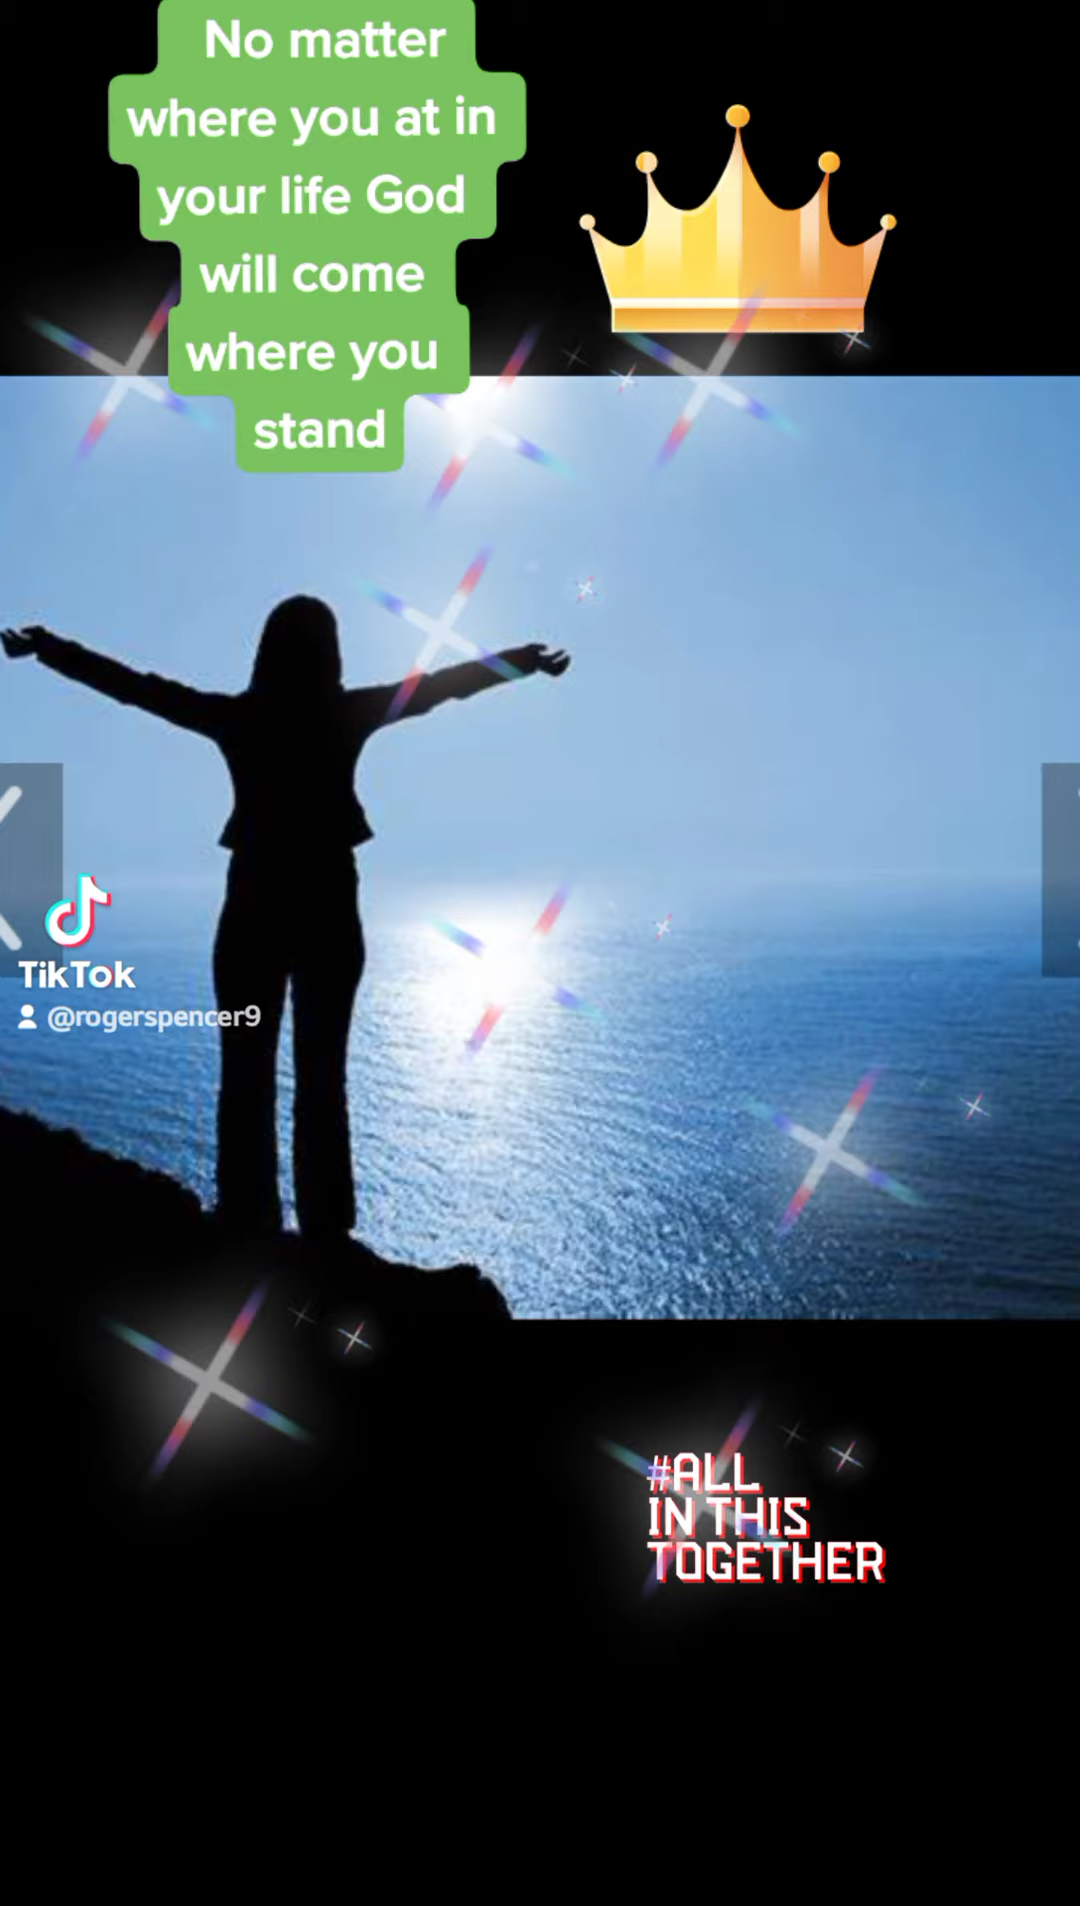 No matter
where you at in
your life God
will come
where you
stand
TikTok
@rogerspencer9
#ALL
IN THIS
TOGETHER